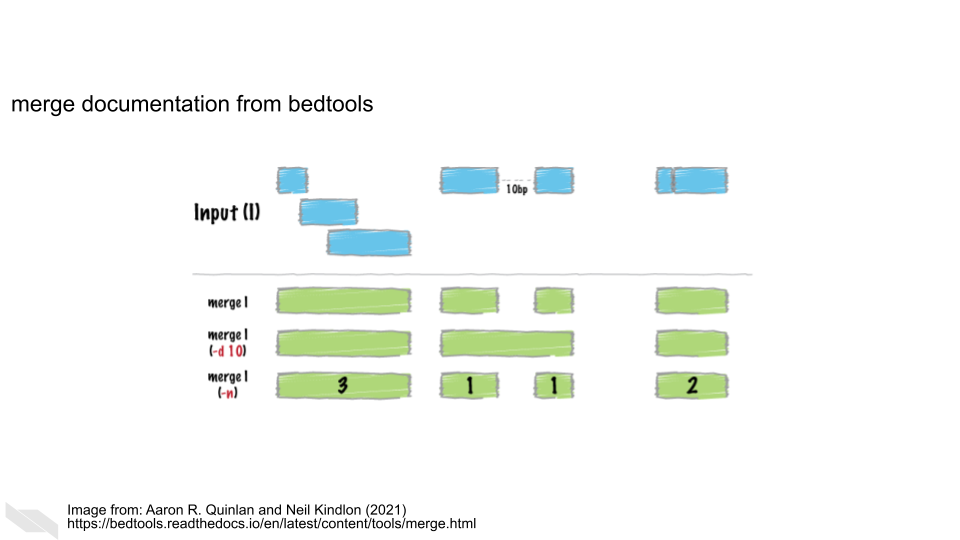 merge documentation from bedtools
10bp
Input (I)
merge I
merge I
(-d 10)
merge I
(-n)
3
1
1
2
Image from: Aaron R. Quinlan and Neil Kindlon (2021)
https://bedtools.readthedocs.io/en/latest/content/tools/merge.html